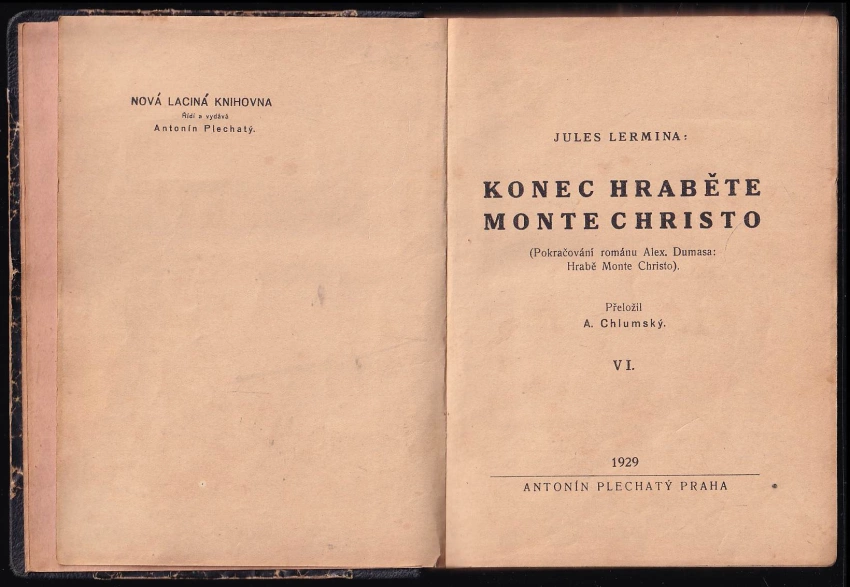 NOVÁ LACINÁ KNIHOVNA
Řídí a vydává
Antonín Plechatý.
JULES LERMINA:
KONEC HRABĚTE
MONTE CHRISTO
(Pokračování románu Alex. Dumasa:
Hrabě Monte Christo).
Přeložil
A. Chlumský.
VI.
1929
ANTONÍN PLECHATÝ PRAHA